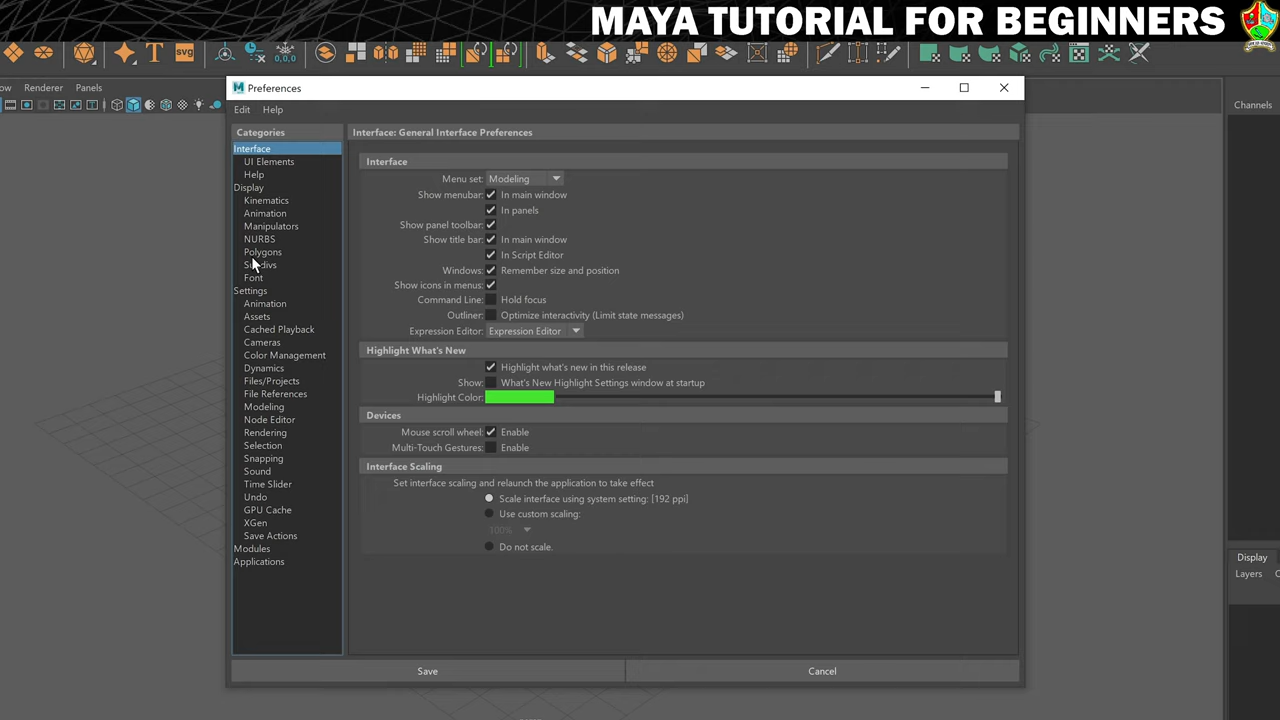 MAYA TUTORIAL FOR BEGINNERS
SVG
0,0,0
Renderer
Panels
Preferences
Edit
Help
Channels
Categories
Interface
UI Elements
Help
Display
Kinematics
Animation
Manipulators
NURBS
Polygons
Font
Settings
Animation
Assets
Cached Playback
Cameras
Color Management
Dynamics
Files/Projects
File References
Modeling
Node Editor
Rendering
Selection
Snapping
Sound
Time Slider
Undo
GPU Cache
XGen
Save Actions
Modules
Applications
Interface: General Interface Preferences
Interface
Menu set: Modeling
Show menubar: In main window
In panels
Show panel toolbar:
Show title bar: In main window
In Script Editor
Windows: Remember size and position
Show icons in menus:
Command Line: Hold focus
Outliner: Optimize interactivity (Limit state messages)
Expression Editor: Expression Editor
Highlight What's New
Highlight what's new in this release
Show: What's New Highlight Settings window at startup
Highlight Color:
Devices
Mouse scroll wheel: Enable
Multi-Touch Gestures: Enable
Interface Scaling
Set interface scaling and relaunch the application to take effect
Scale interface using system setting: [192 ppi]
Use custom scaling:
100%
Do not scale.
Save
Cancel
Display
Layers